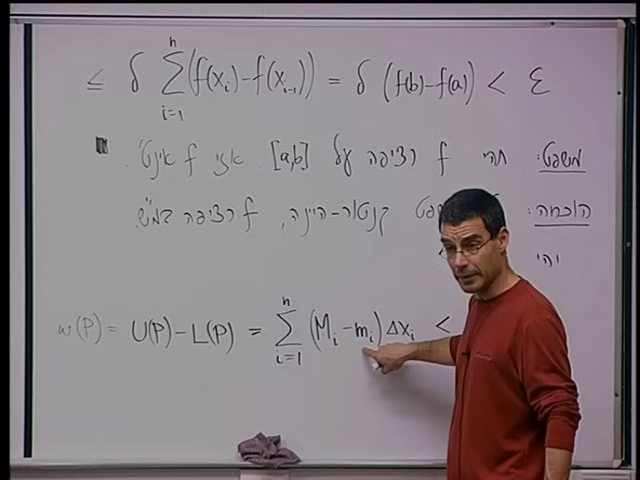 ≤ δ Σ_{i=1}^{n} (f(x_i) - f(x_{i-1})) = δ (f(b) - f(a)) < ε
משפט: תהי f רציפה על [a,b]. אזי f אינט'.
הוכחה: קנטור-היינה, f רציפה במ"ש.
יהי
w(P) = U(P) - L(P) = Σ_{i=1}^{n} (M_i - m_i) Δx_i <